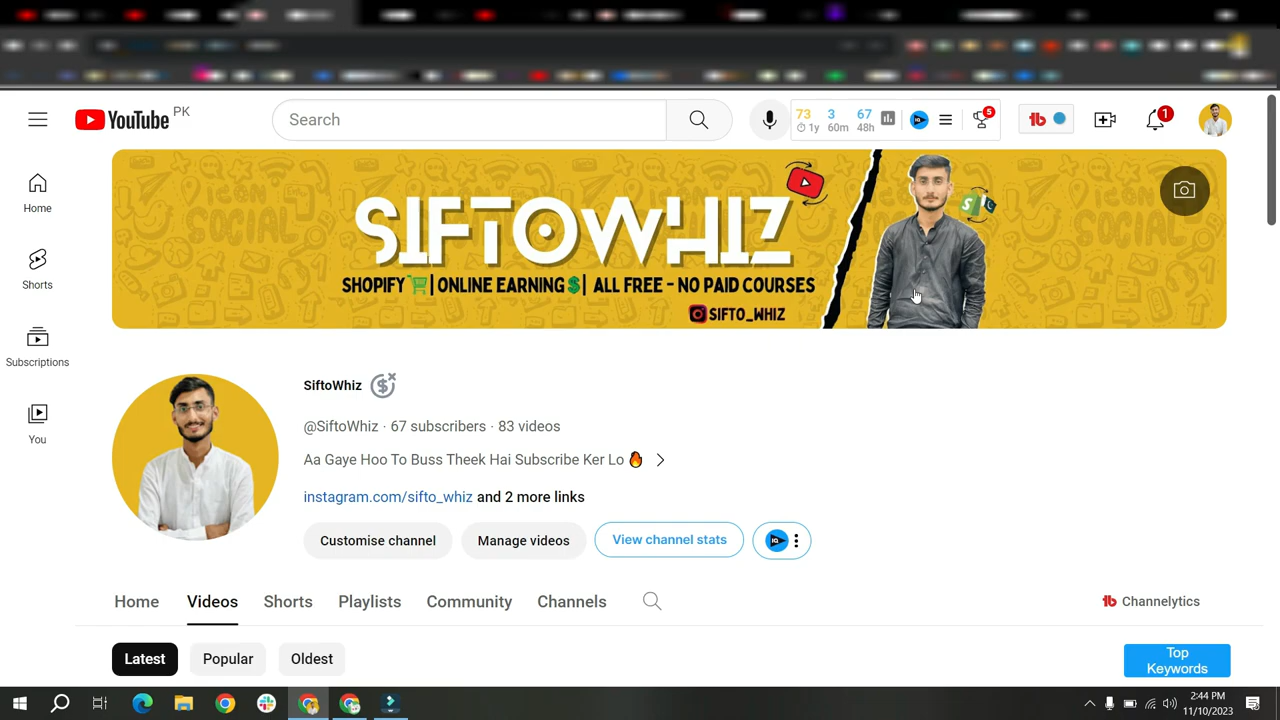 YouTube PK
Search
73 3 67
1y 60m 48h
IQ
5
1
Home
Shorts
Subscriptions
You
SIFTOWHIZ
SHOPIFY | ONLINE EARNING | ALL FREE - NO PAID COURSES
SIFTO_WHIZ
SiftoWhiz
@SiftoWhiz · 67 subscribers · 83 videos
Aa Gaye Hoo To Buss Theek Hai Subscribe Ker Lo 🔥 >
instagram.com/sifto_whiz and 2 more links
Customise channel
Manage videos
View channel stats
IQ
Home
Videos
Shorts
Playlists
Community
Channels
Channelytics
Latest
Popular
Oldest
Top
Keywords
2:44 PM
11/10/2023